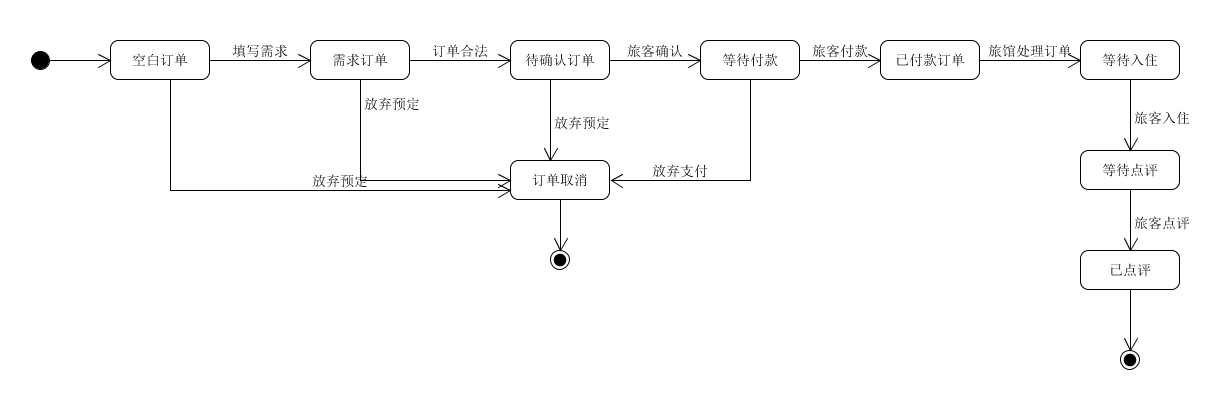 空白订单
填写需求
需求订单
订单合法
待确认订单
旅客确认
等待付款
旅客付款
已付款订单
旅馆处理订单
等待入住
放弃预定
放弃预定
旅客入住
放弃预定
订单取消
放弃支付
等待点评
旅客点评
已点评